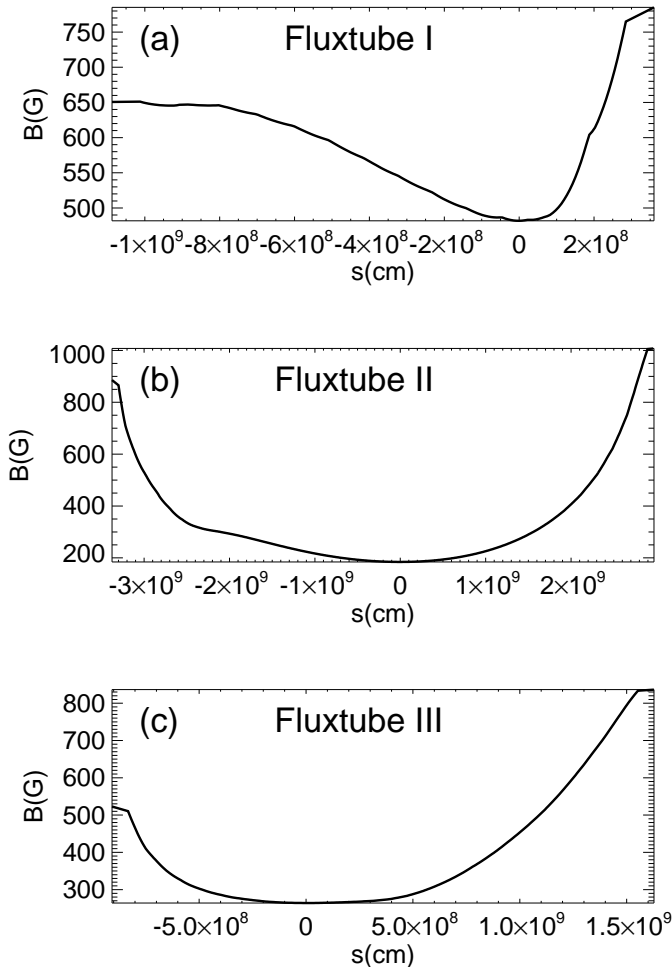 (a) Fluxtube I
B(G)
750
700
650
600
550
500
-1×10⁹ -8×10⁸ -6×10⁸ -4×10⁸ -2×10⁸ 0 2×10⁸
s(cm)
(b) Fluxtube II
B(G)
1000
800
600
400
200
-3×10⁹ -2×10⁹ -1×10⁹ 0 1×10⁹ 2×10⁹
s(cm)
(c) Fluxtube III
B(G)
800
700
600
500
400
300
-5.0×10⁸ 0 5.0×10⁸ 1.0×10⁹ 1.5×10⁹
s(cm)